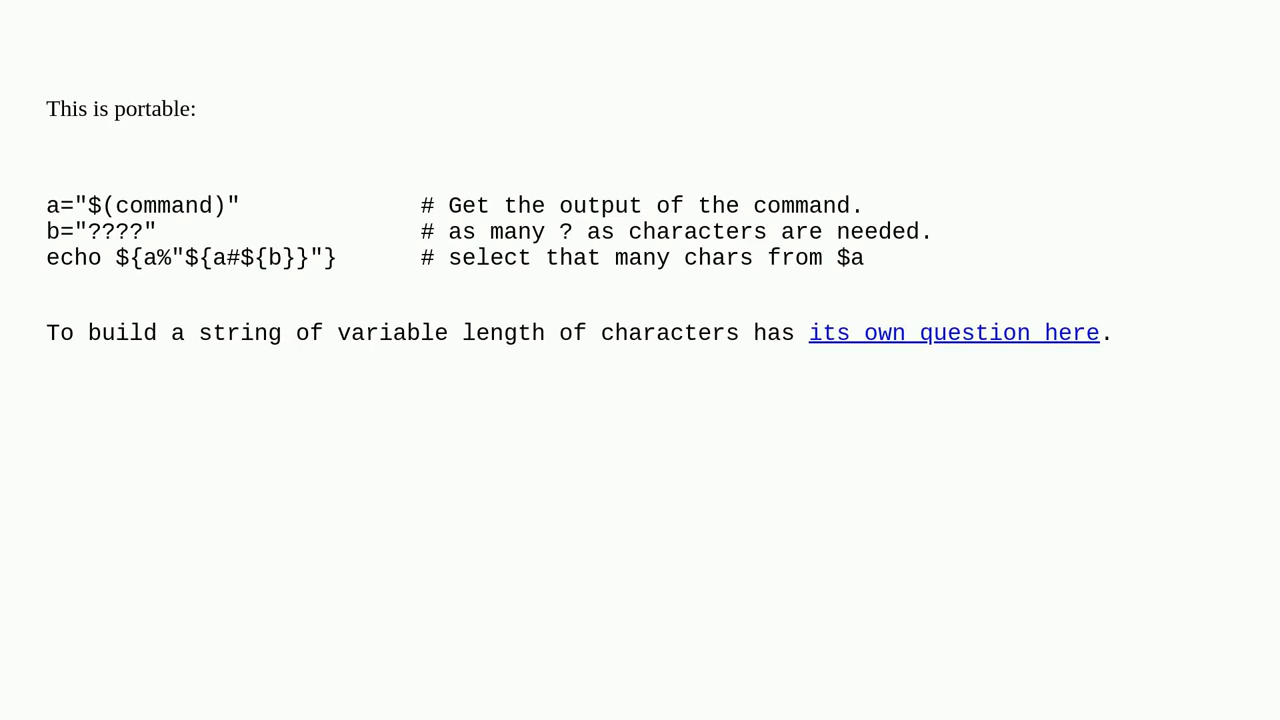 This is portable:
a="$(command)"             # Get the output of the command.
b="????"                   # as many ? as characters are needed.
echo ${a%"${a#${b}}"}      # select that many chars from $a
To build a string of variable length of characters has its own question here.